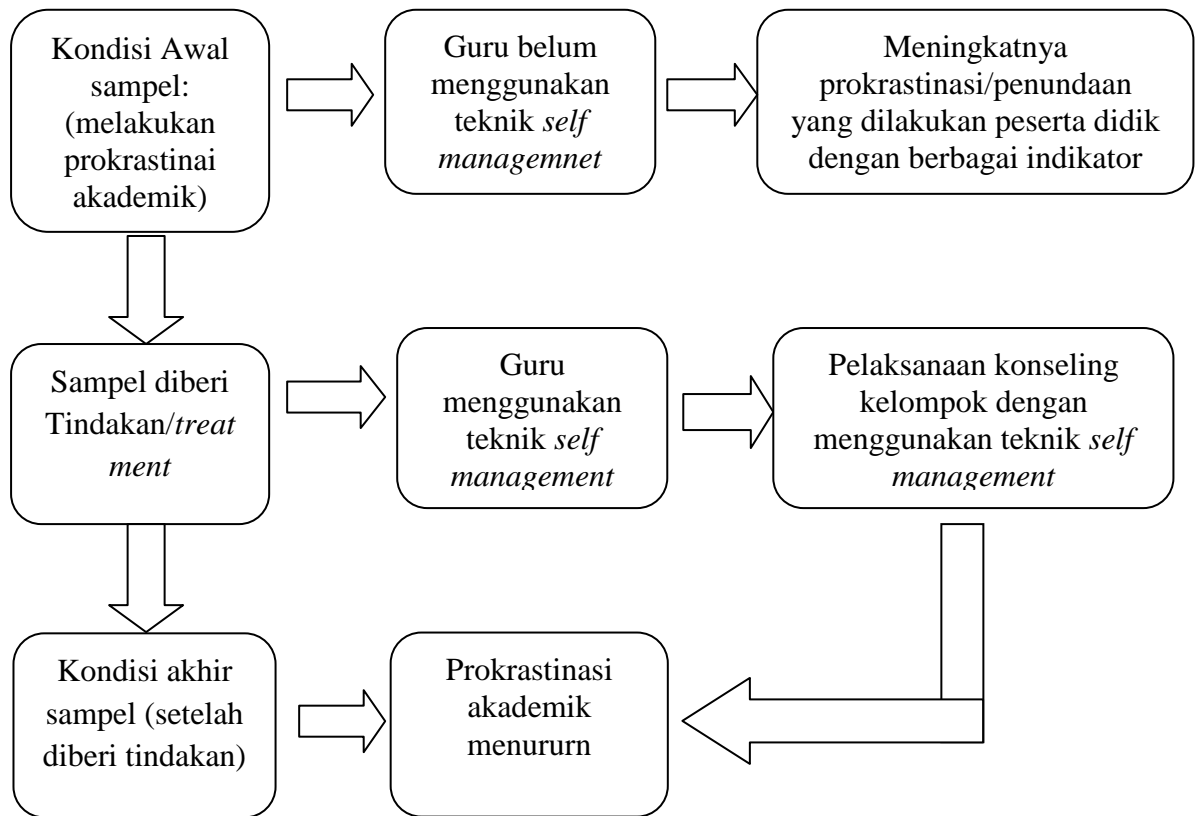 Kondisi Awal
sampel:
(melakukan
prokrastinai
akademik)
Guru belum
menggunakan
teknik self
managemnet
Meningkatnya
prokrastinasi/penundaan
yang dilakukan peserta didik
dengan berbagai indikator
Sampel diberi
Tindakan/treat
ment
Guru
menggunakan
teknik self
management
Pelaksanaan konseling
kelompok dengan
menggunakan teknik self
management
Kondisi akhir
sampel (setelah
diberi tindakan)
Prokrastinasi
akademik
menururn